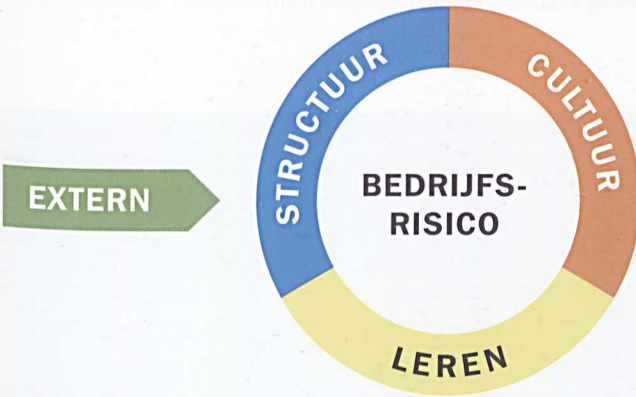 STRUCTUUR
CULTUUR
EXTERN
BEDRIJFS-
RISICO
LEREN